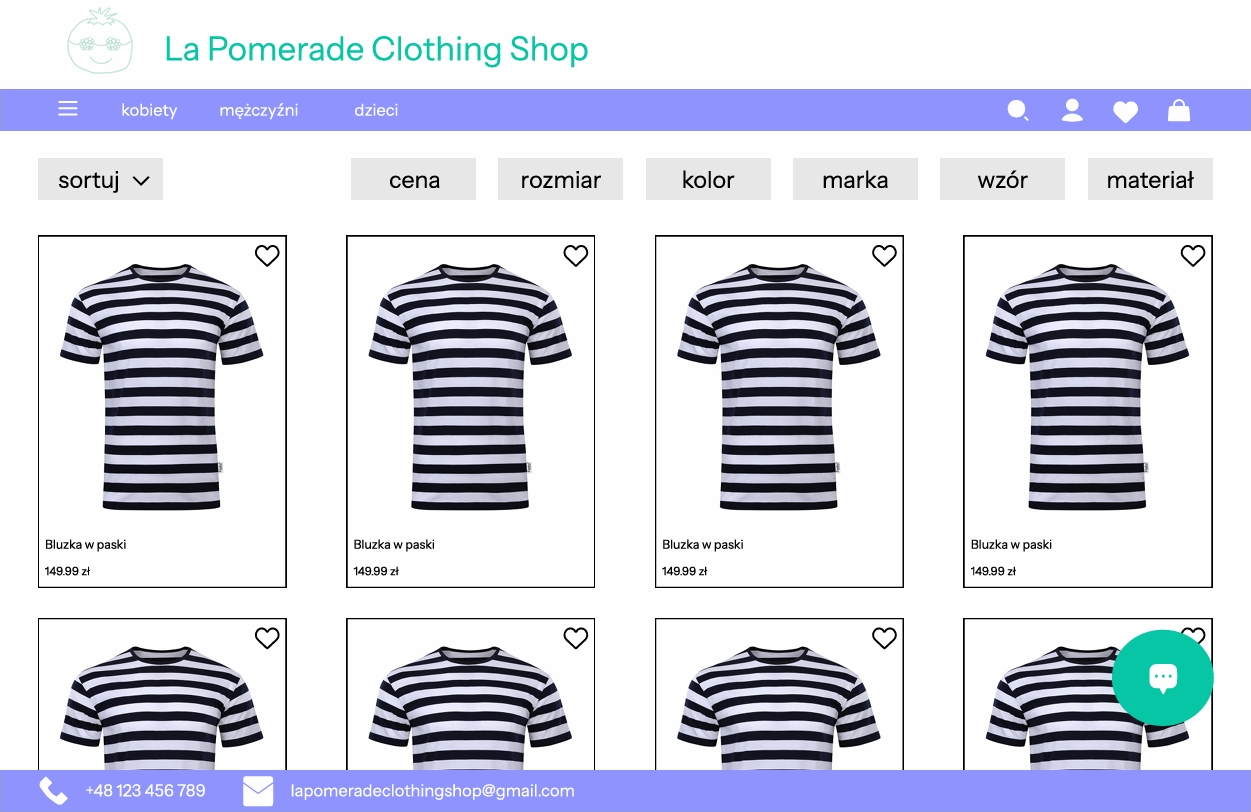 La Pomerade Clothing Shop
kobiety mężczyźni dzieci
sortuj cena rozmiar kolor marka wzór materiał
Bluzka w paski Bluzka w paski Bluzka w paski Bluzka w paski
149.99 zł 149.99 zł 149.99 zł 149.99 zł
+48 123 456 789 lapomeradeclothingshop@gmail.com